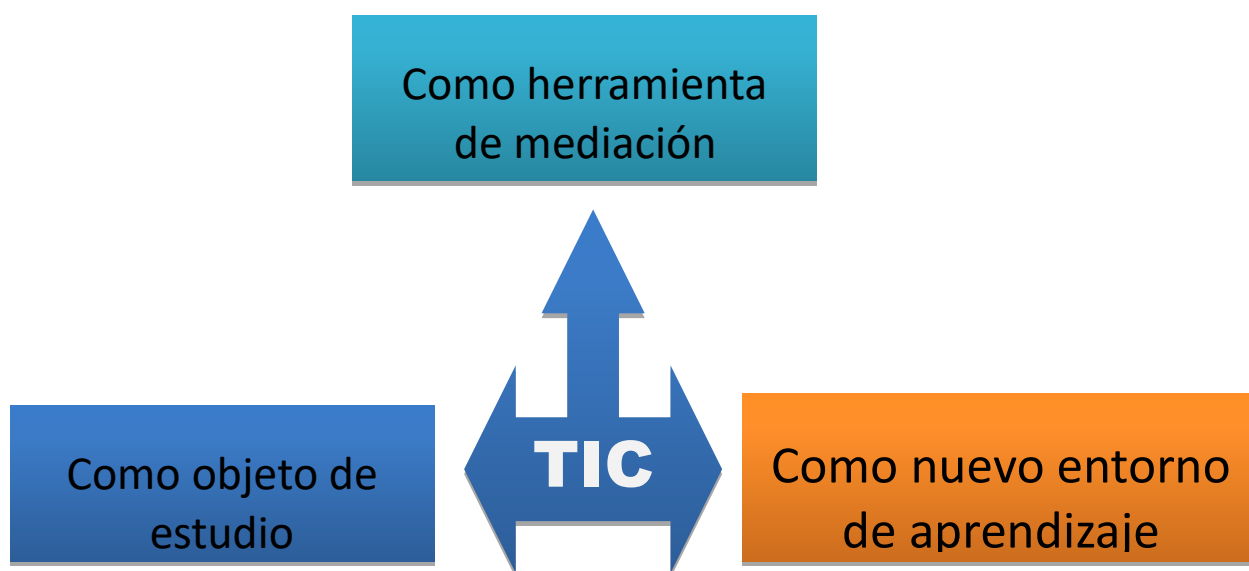 Como herramienta
de mediación
Como objeto de
estudio
TIC
Como nuevo entorno
de aprendizaje